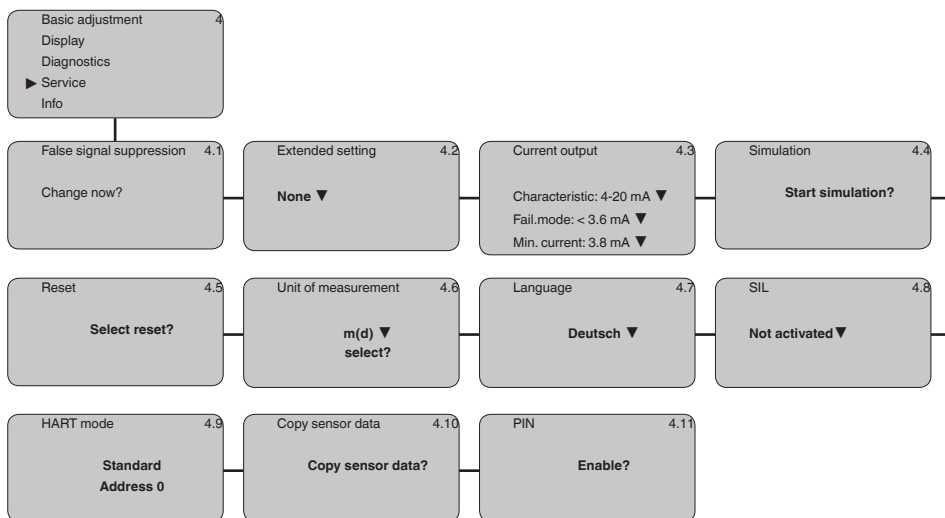 Basic adjustment 4
Display
Diagnostics
▶ Service
Info
False signal suppression 4.1
Change now?
Extended setting 4.2
None ▼
Current output 4.3
Characteristic: 4-20 mA ▼
Fail.mode: < 3.6 mA ▼
Min. current: 3.8 mA ▼
Simulation 4.4
Start simulation?
Reset 4.5
Select reset?
Unit of measurement 4.6
m(d) ▼
select?
Language 4.7
Deutsch ▼
SIL 4.8
Not activated ▼
HART mode 4.9
Standard
Address 0
Copy sensor data 4.10
Copy sensor data?
PIN 4.11
Enable?